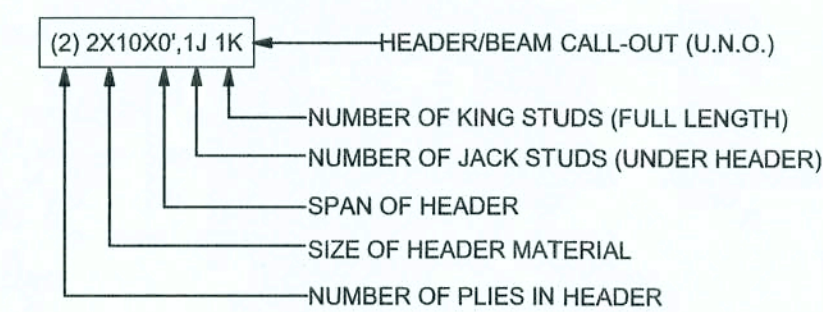 (2) 2X10X0',1J 1K
HEADER/BEAM CALL-OUT (U.N.O.)
NUMBER OF KING STUDS (FULL LENGTH)
NUMBER OF JACK STUDS (UNDER HEADER)
SPAN OF HEADER
SIZE OF HEADER MATERIAL
NUMBER OF PLIES IN HEADER